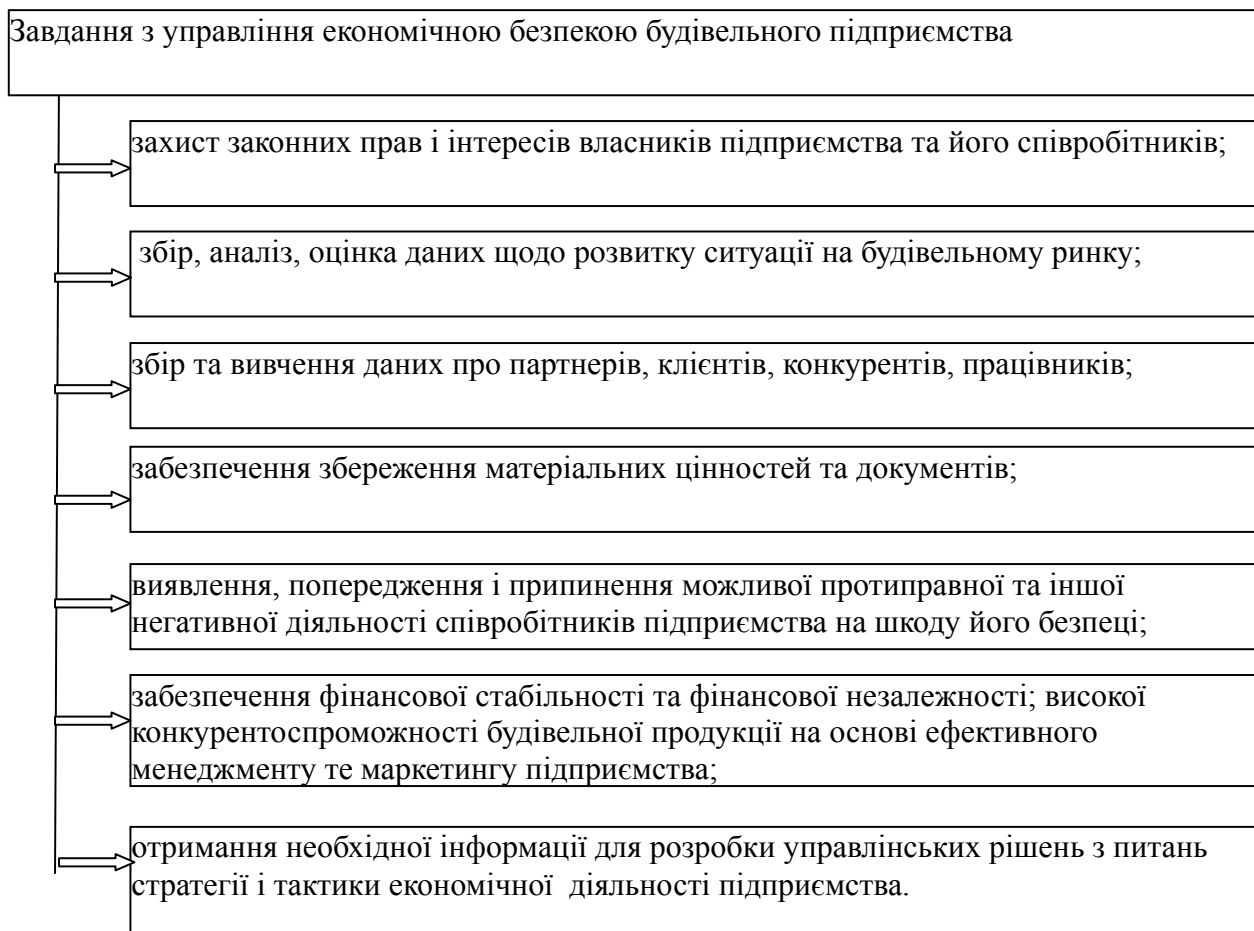 Завдання з управління економічною безпекою будівельного підприємства
захист законних прав і інтересів власників підприємства та його співробітників;
збір, аналіз, оцінка даних щодо розвитку ситуації на будівельному ринку;
збір та вивчення даних про партнерів, клієнтів, конкурентів, працівників;
забезпечення збереження матеріальних цінностей та документів;
виявлення, попередження і припинення можливої протиправної та іншої
негативної діяльності співробітників підприємства на шкоду його безпеці;
забезпечення фінансової стабільності та фінансової незалежності; високої
конкурентоспроможності будівельної продукції на основі ефективного
менеджменту те маркетингу підприємства;
отримання необхідної інформації для розробки управлінських рішень з питань
стратегії і тактики економічної  діяльності підприємства.